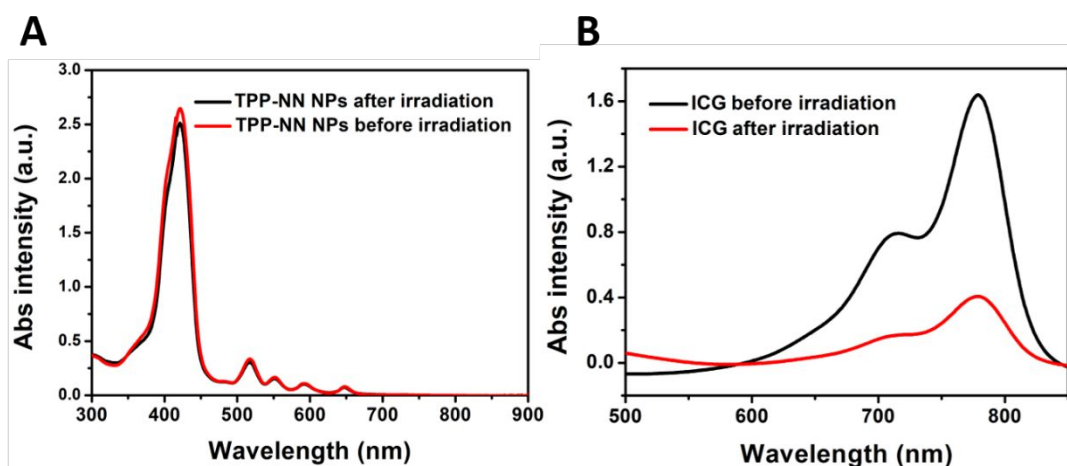 A
B
3.0
2.5
2.0
1.5
1.0
0.5
0.0
Abs intensity (a.u.)
TPP-NN NPs after irradiation
TPP-NN NPs before irradiation
300 400 500 600 700 800 900
Wavelength (nm)
1.6
1.2
0.8
0.4
0.0
Abs intensity (a.u.)
ICG before irradiation
ICG after irradiation
500 600 700 800
Wavelength (nm)